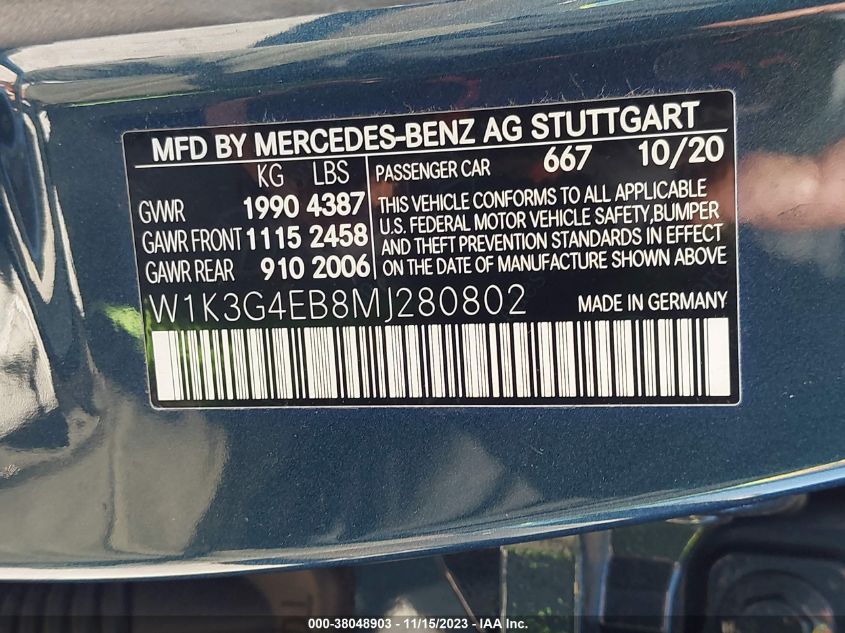 MFD BY MERCEDES-BENZ AG STUTTGART
KG LBS
GVWR 1990 4387
GAWR FRONT 1115 2458
GAWR REAR 910 2006
PASSENGER CAR 667 10/20
THIS VEHICLE CONFORMS TO ALL APPLICABLE
U.S. FEDERAL MOTOR VEHICLE SAFETY,BUMPER
AND THEFT PREVENTION STANDARDS IN EFFECT
ON THE DATE OF MANUFACTURE SHOWN ABOVE
W1K3G4EB8MJ280802 MADE IN GERMANY
000-38048903 - 11/15/2023 - IAA Inc.